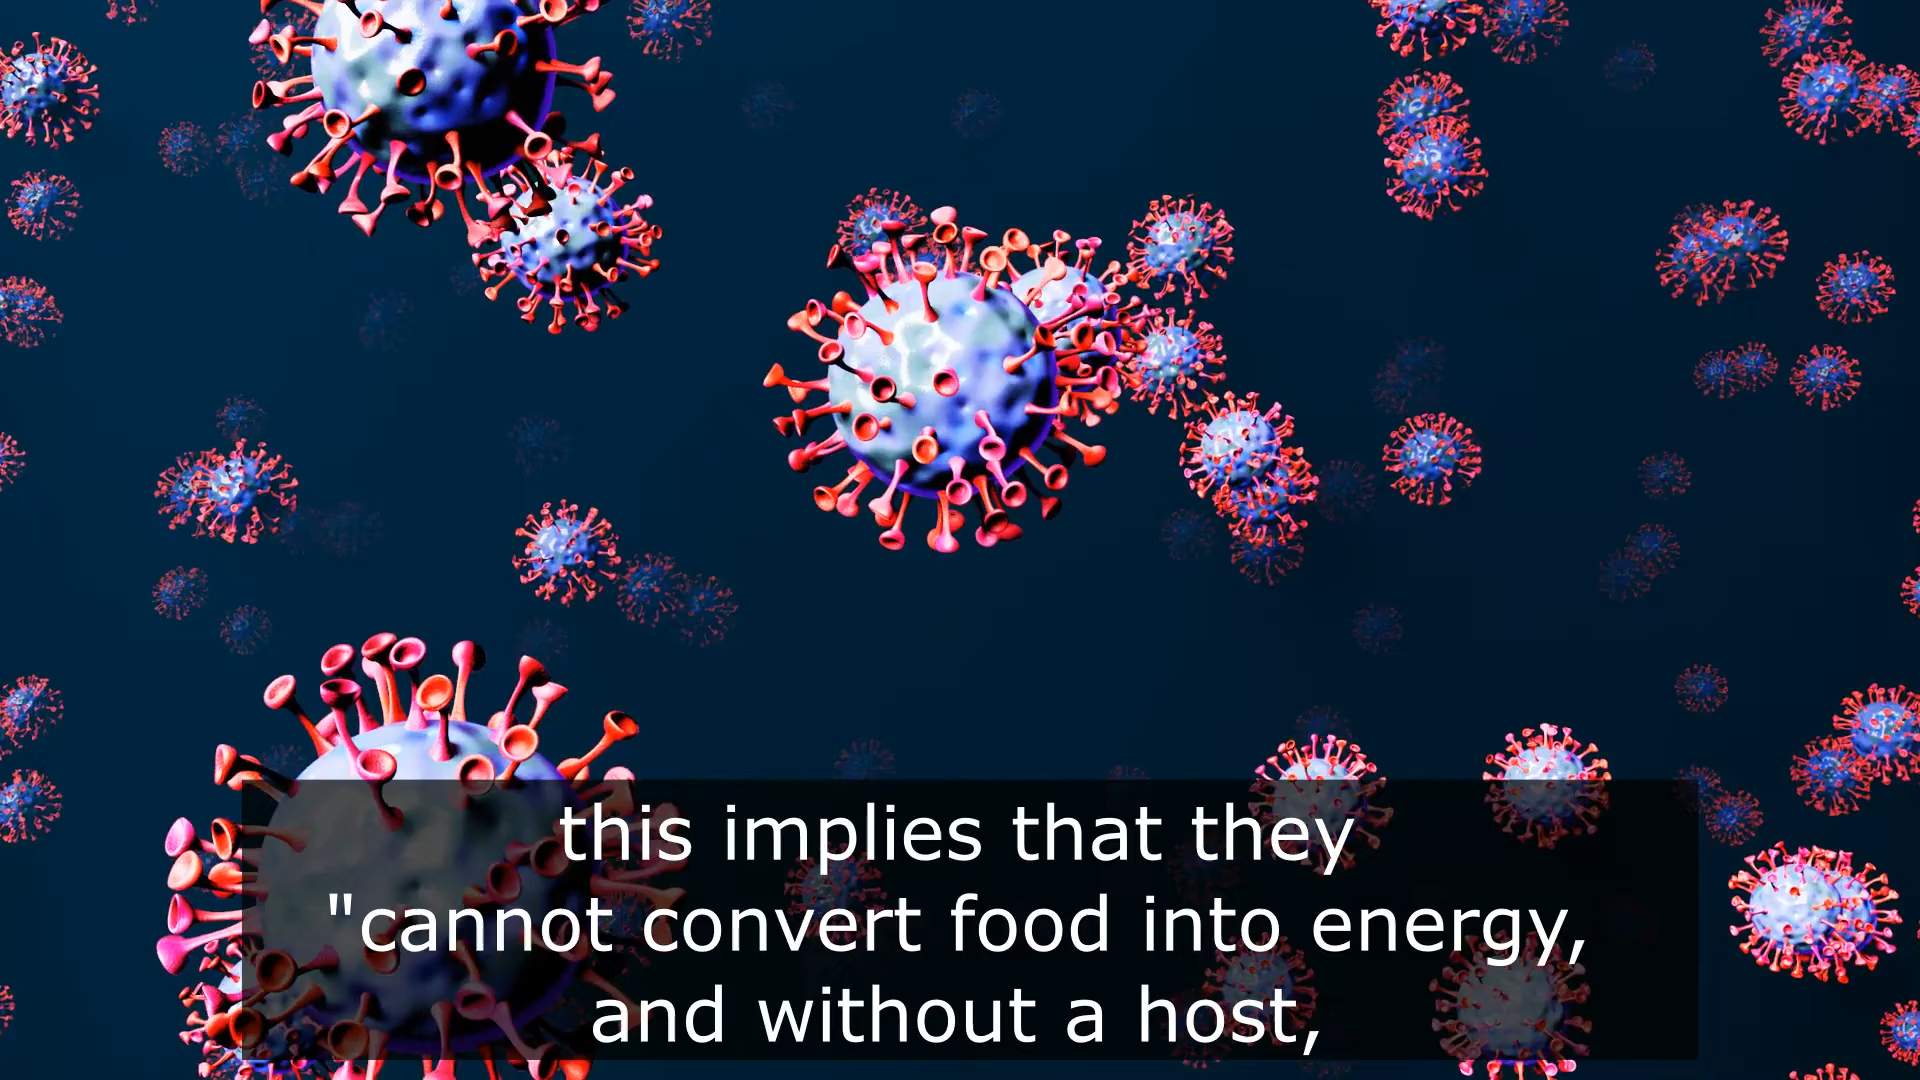 this implies that they
"cannot convert food into energy,
and without a host,